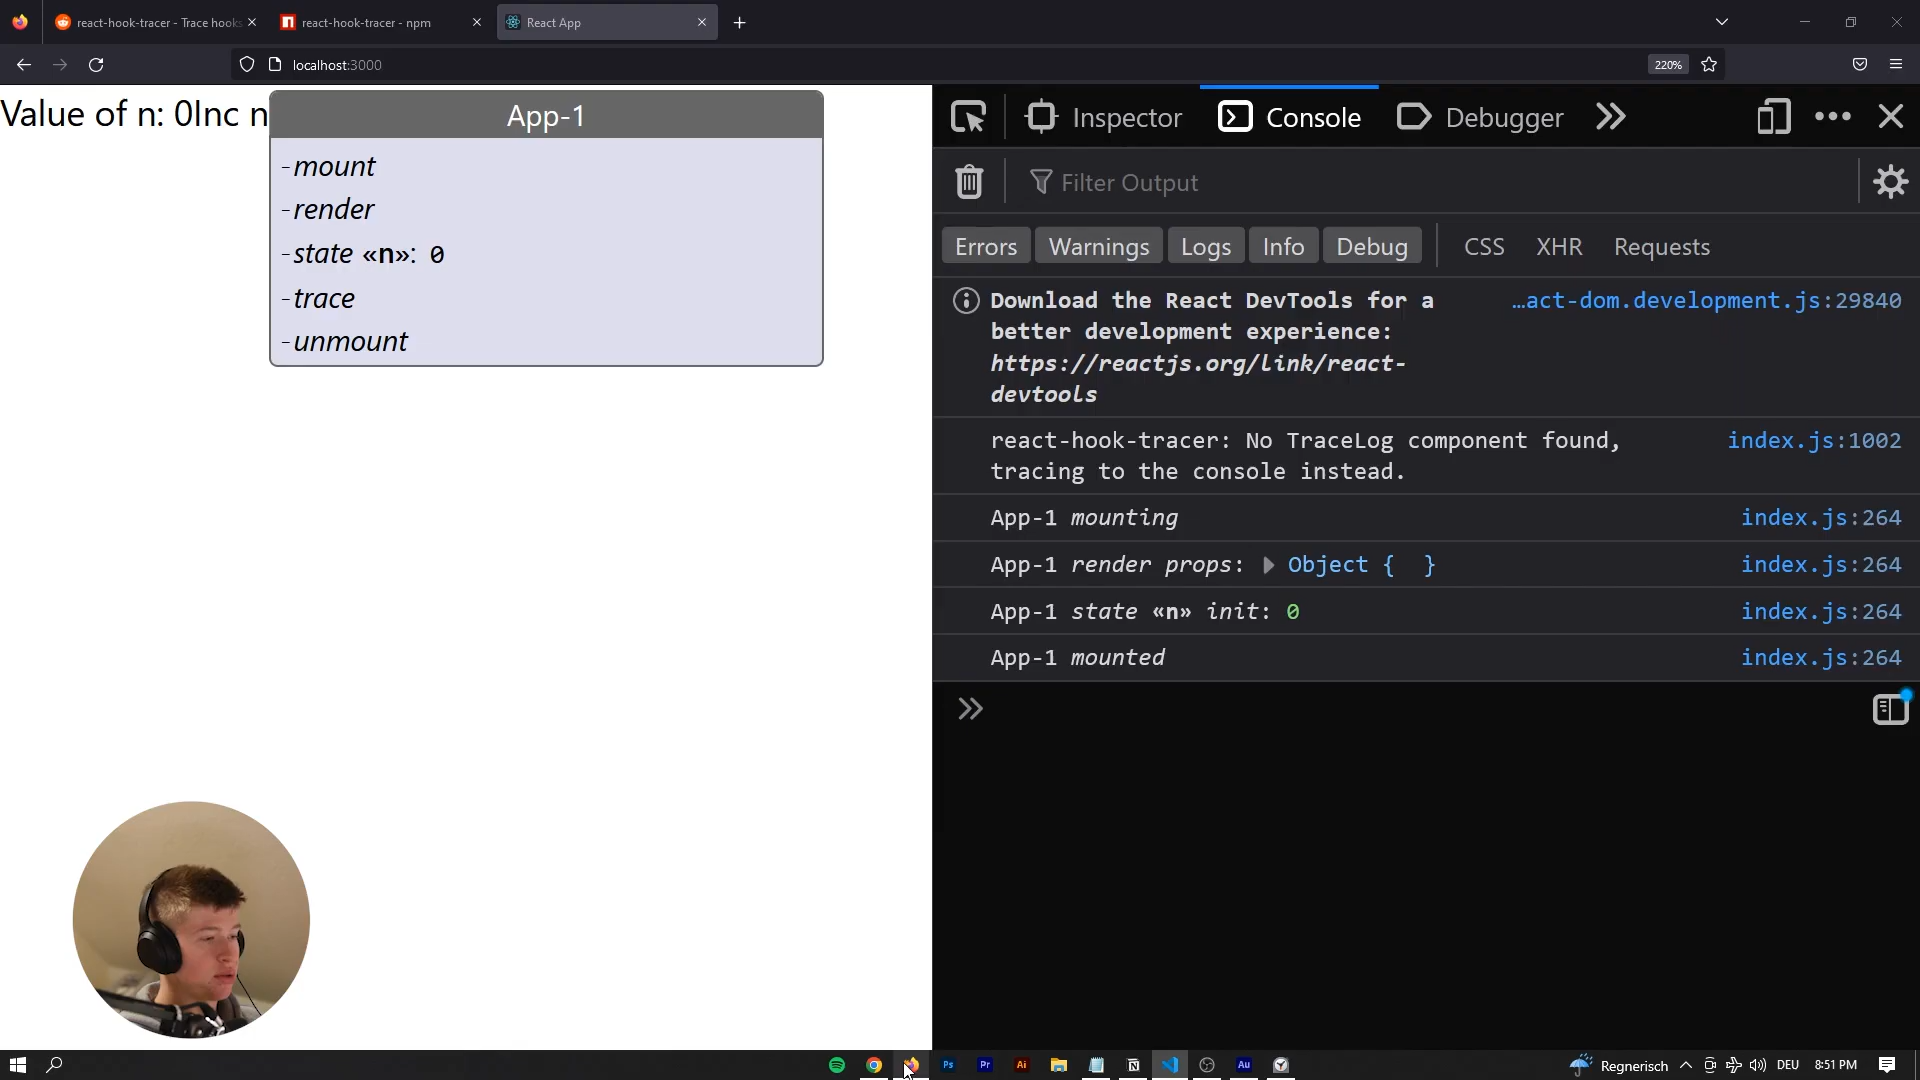 react-hook-tracer - Trace hooks
react-hook-tracer - npm
React App
localhost:3000
220%
Value of n: 0Inc n
App-1
-mount
-render
-state «n»: 0
-trace
-unmount
Inspector
Console
Debugger
Filter Output
Errors
Warnings
Logs
Info
Debug
CSS
XHR
Requests
Download the React DevTools for a …act-dom.development.js:29840
better development experience:
https://reactjs.org/link/react-
devtools
react-hook-tracer: No TraceLog component found, index.js:1002
tracing to the console instead.
App-1 mounting index.js:264
App-1 render props: Object { } index.js:264
App-1 state «n» init: 0 index.js:264
App-1 mounted index.js:264
Ps
Pr
Ai
N
Au
Regnerisch
DEU
8:51 PM